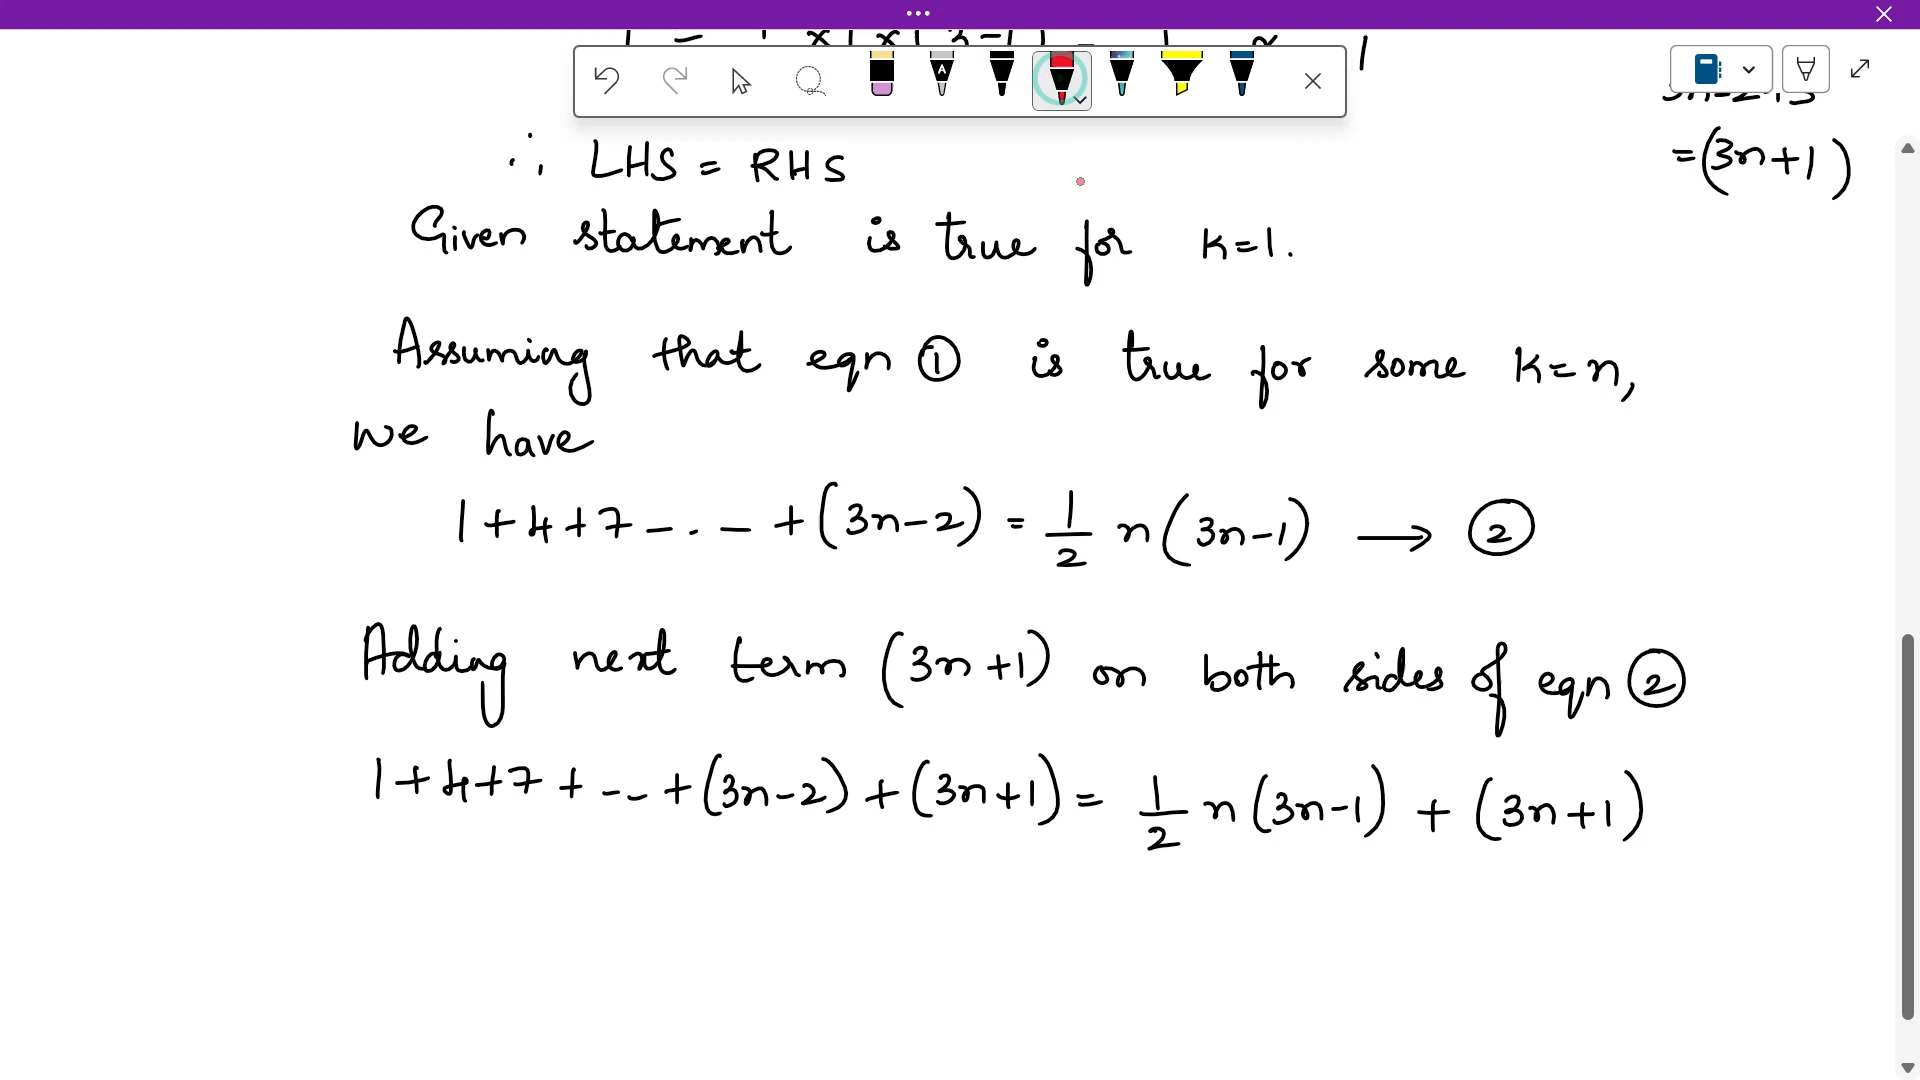 ∴ LHS = RHS
= (3n+1)
Given statement is true for k=1.
Assuming that eqn ① is true for some k=n,
we have
1+4+7-.-+(3n-2) = 1/2 n(3n-1) → ②
Adding next term (3n+1) on both sides of eqn ②
1+4+7+--+(3n-2)+(3n+1) = 1/2 n(3n-1) + (3n+1)